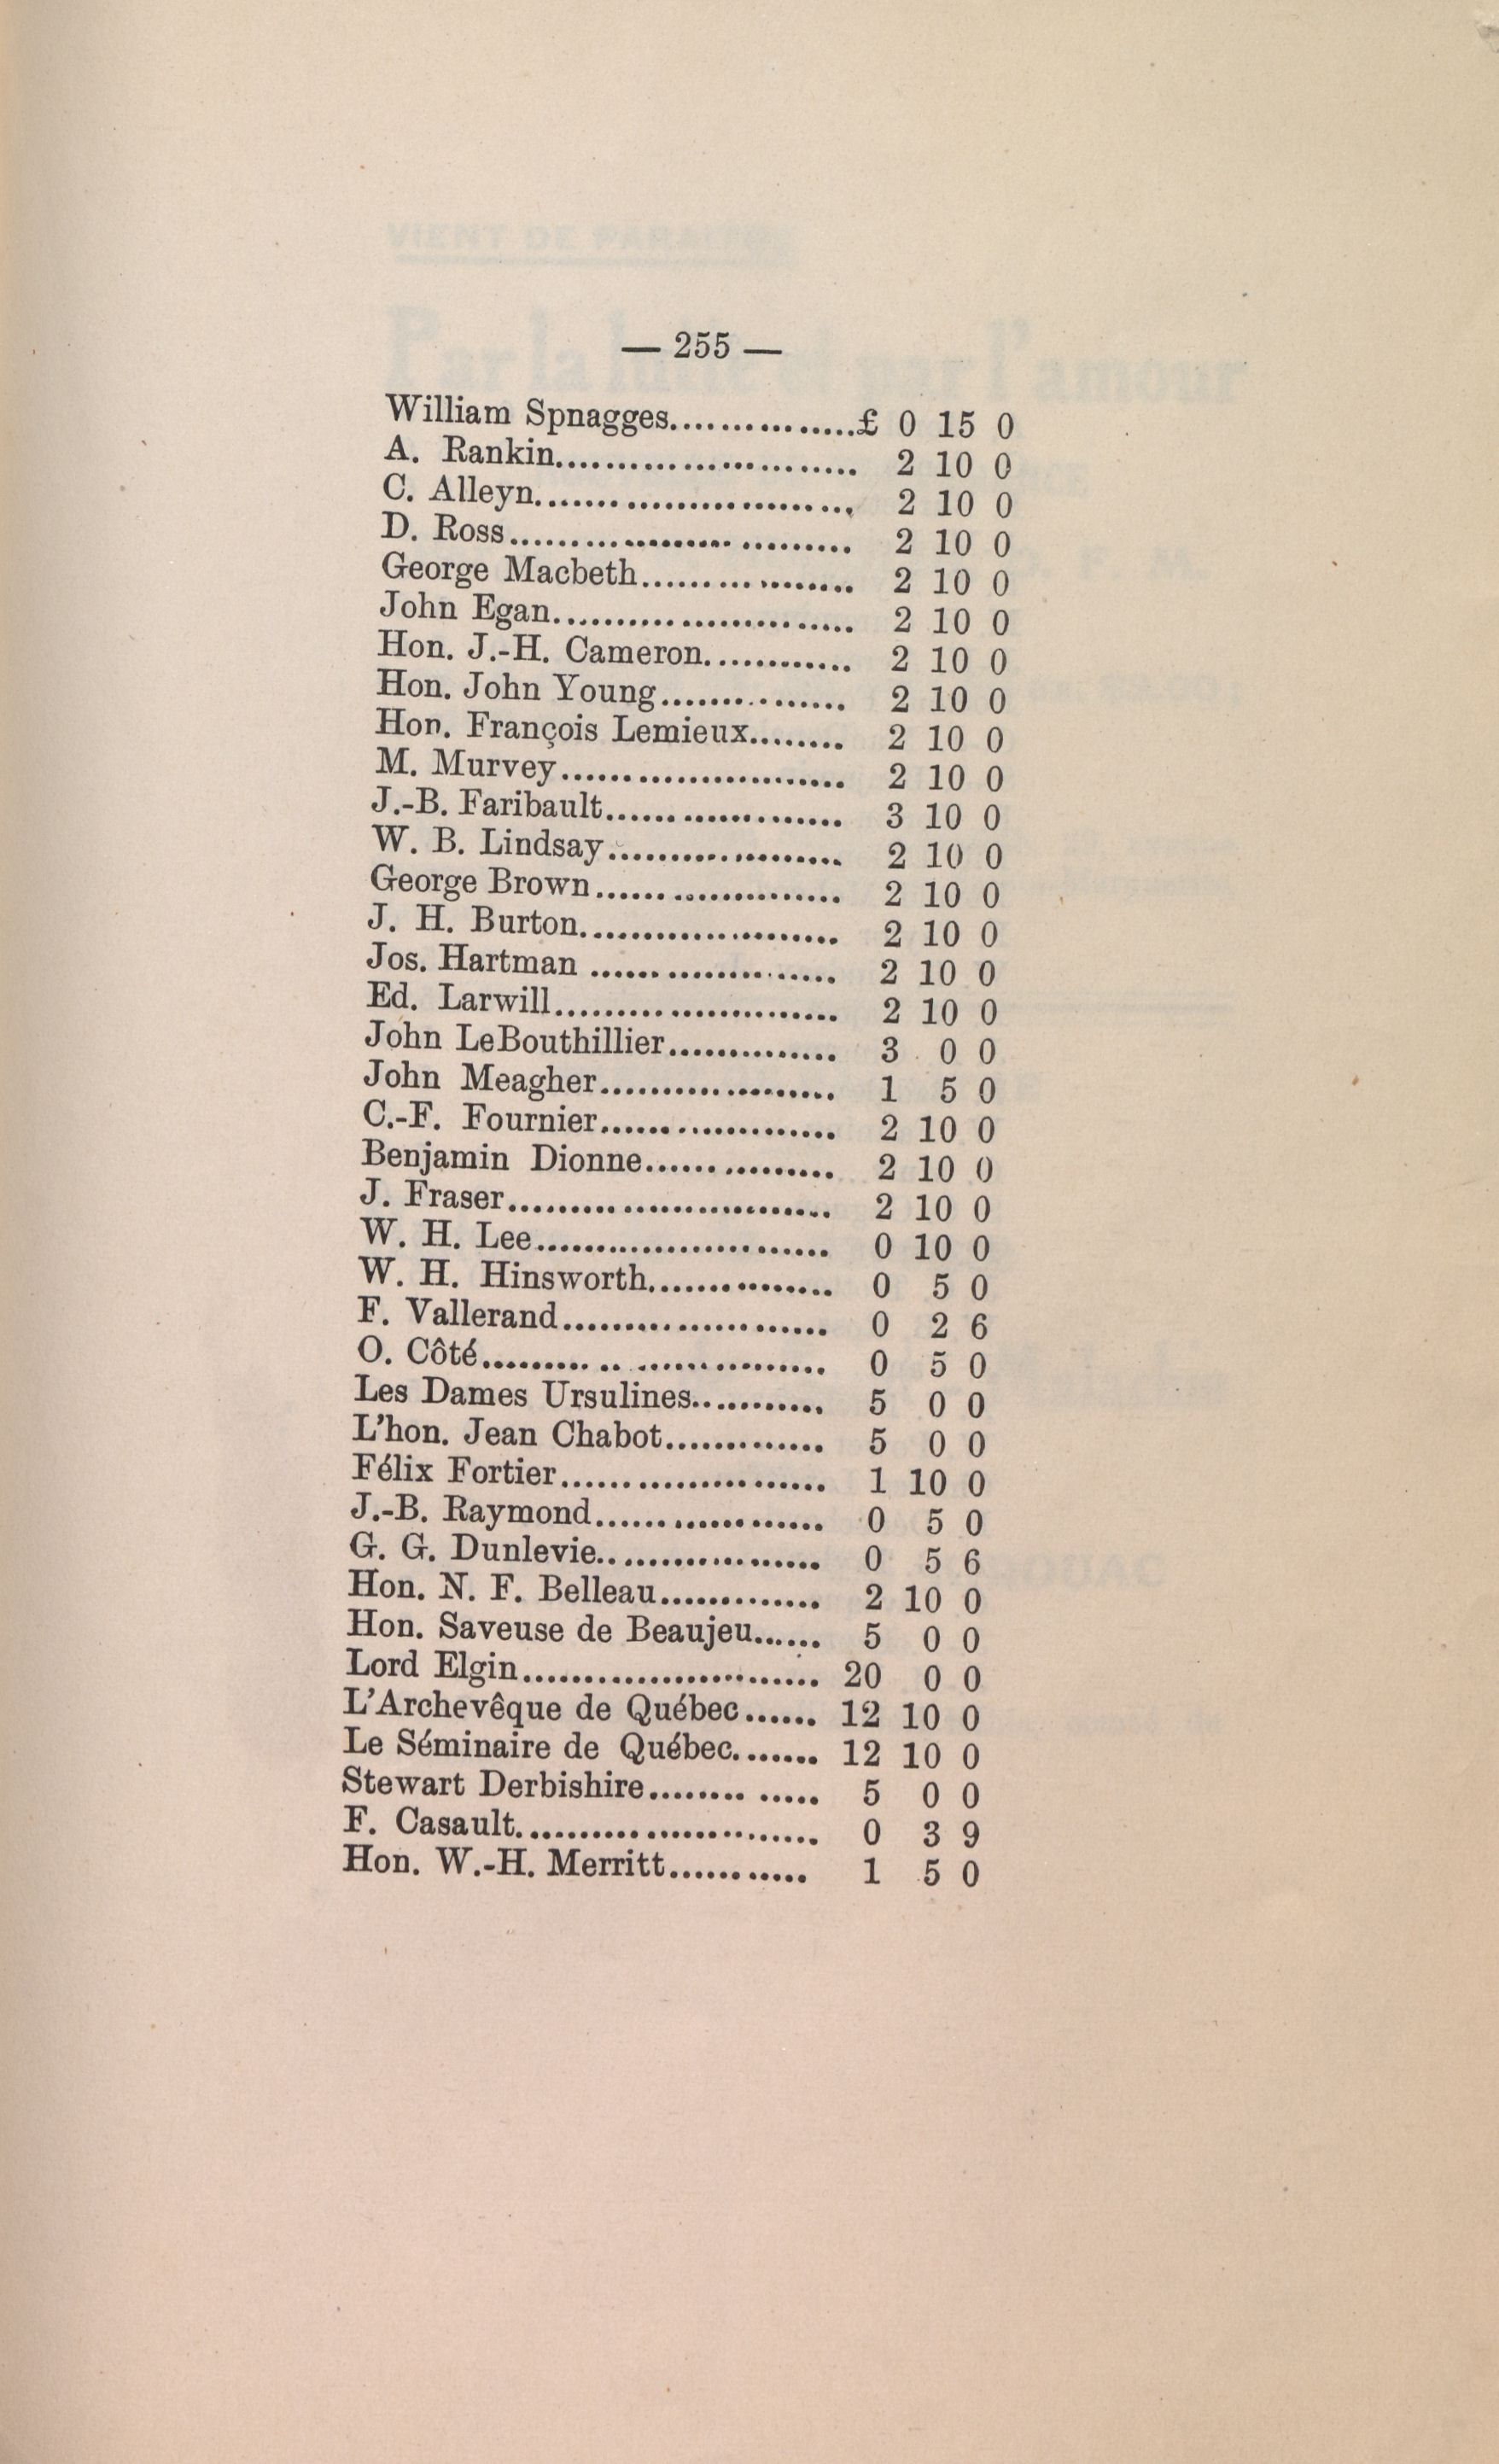 — 255 —
William Spnagges...............£ 0 15 0
A. Rankin........................ 2 10 0
C. Alleyn......................... 2 10 0
D. Ross........................... 2 10 0
George Macbeth................. 2 10 0
John Egan........................ 2 10 0
Hon. J.-H. Cameron............ 2 10 0
Hon. John Young............... 2 10 0
Hon. François Lemieux........ 2 10 0
M. Murvey....................... 2 10 0
J.-B. Faribault................... 3 10 0
W. B. Lindsay................... 2 10 0
George Brown.................... 2 10 0
J. H. Burton..................... 2 10 0
Jos. Hartman .................... 2 10 0
Ed. Larwill....................... 2 10 0
John LeBouthillier.............. 3 0 0
John Meagher................... 1 5 0
C.-F. Fournier................... 2 10 0
Benjamin Dionne............... 2 10 0
J. Fraser.......................... 2 10 0
W. H. Lee........................ 0 10 0
W. H. Hinsworth............... 0 5 0
F. Vallerand..................... 0 2 6
O. Côté......... .. ............... 0 5 0
Les Dames Ursulines........... 5 0 0
L'hon. Jean Chabot............. 5 0 0
Félix Fortier..................... 1 10 0
J.-B. Raymond.................. 0 5 0
G. G. Dunlevie.................. 0 5 6
Hon. N. F. Belleau............. 2 10 0
Hon. Saveuse de Beaujeu...... 5 0 0
Lord Elgin........................ 20 0 0
L'Archevêque de Québec...... 12 10 0
Le Séminaire de Québec....... 12 10 0
Stewart Derbishire........ ..... 5 0 0
F. Casault........................ 0 3 9
Hon. W.-H. Merritt........... 1 5 0